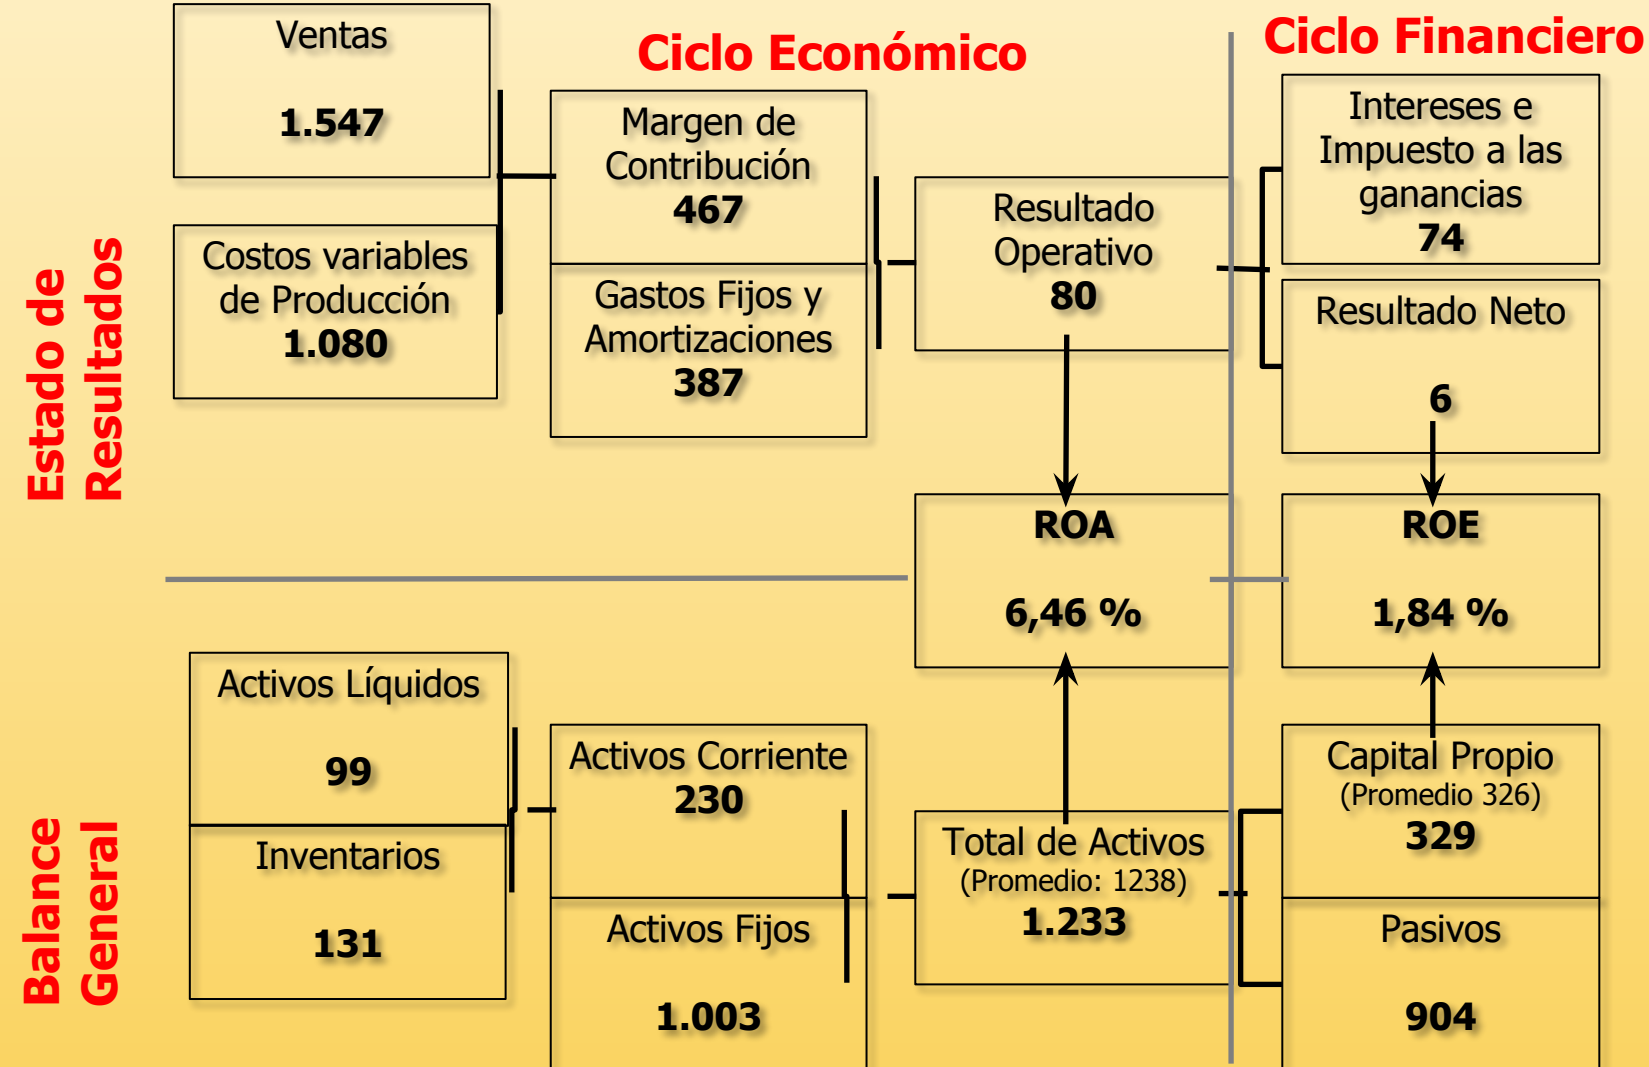 Ciclo Económico
Ciclo Financiero
Estado de
Resultados
Ventas
1.547
Costos variables
de Producción
1.080
Margen de
Contribución
467
Gastos Fijos y
Amortizaciones
387
Resultado
Operativo
80
Intereses e
Impuesto a las
ganancias
74
Resultado Neto
6
ROA
6,46 %
ROE
1,84 %
Balance
General
Activos Líquidos
99
Inventarios
131
Activos Corriente
230
Activos Fijos
1.003
Total de Activos
(Promedio: 1238)
1.233
Capital Propio
(Promedio 326)
329
Pasivos
904